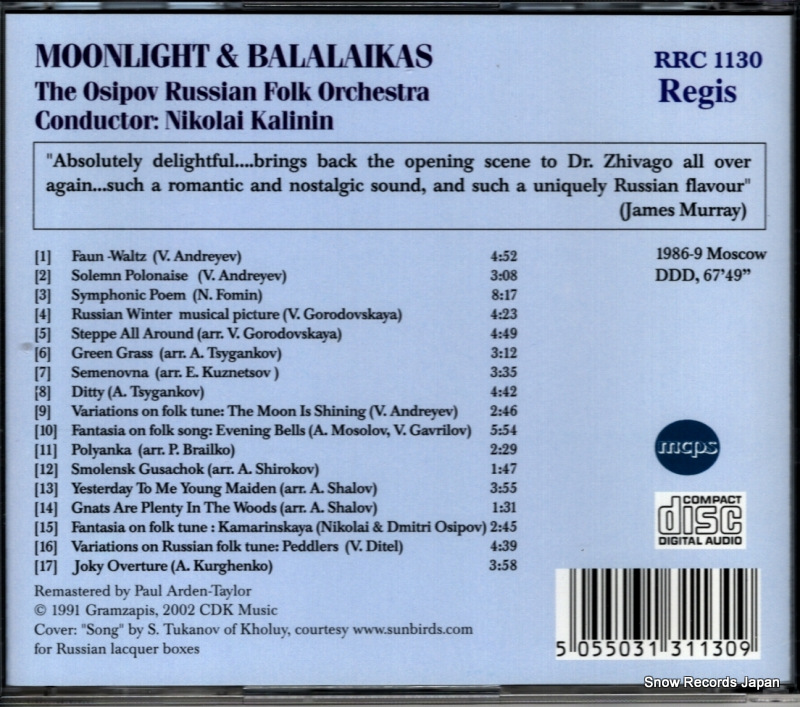 MOONLIGHT & BALALAIKAS
The Osipov Russian Folk Orchestra
Conductor: Nikolai Kalinin
RRC 1130
Regis
"Absolutely delightful....brings back the opening scene to Dr. Zhivago all over
again...such a romantic and nostalgic sound, and such a uniquely Russian flavour"
(James Murray)
[1] Faun -Waltz (V. Andreyev) 4:52
[2] Solemn Polonaise (V. Andreyev) 3:08
[3] Symphonic Poem (N. Fomin) 8:17
[4] Russian Winter musical picture (V. Gorodovskaya) 4:23
[5] Steppe All Around (arr. V. Gorodovskaya) 4:49
[6] Green Grass (arr. A. Tsygankov) 3:12
[7] Semenovna (arr. E. Kuznetsov ) 3:35
[8] Ditty (A. Tsygankov) 4:42
[9] Variations on folk tune: The Moon Is Shining (V. Andreyev) 2:46
[10] Fantasia on folk song: Evening Bells (A. Mosolov, V. Gavrilov) 5:54
[11] Polyanka (arr. P. Brailko) 2:29
[12] Smolensk Gusachok (arr. A. Shirokov) 1:47
[13] Yesterday To Me Young Maiden (arr. A. Shalov) 3:55
[14] Gnats Are Plenty In The Woods (arr. A. Shalov) 1:31
[15] Fantasia on folk tune : Kamarinskaya (Nikolai & Dmitri Osipov) 2:45
[16] Variations on Russian folk tune: Peddlers (V. Ditel) 4:39
[17] Joky Overture (A. Kurghenko) 3:58
1986-9 Moscow
DDD, 67'49"
mcps
COMPACT
disc
DIGITAL AUDIO
Remastered by Paul Arden-Taylor
© 1991 Gramzapis, 2002 CDK Music
Cover: "Song" by S. Tukanov of Kholuy, courtesy www.sunbirds.com
for Russian lacquer boxes
5 055031 311309
Snow Records Japan